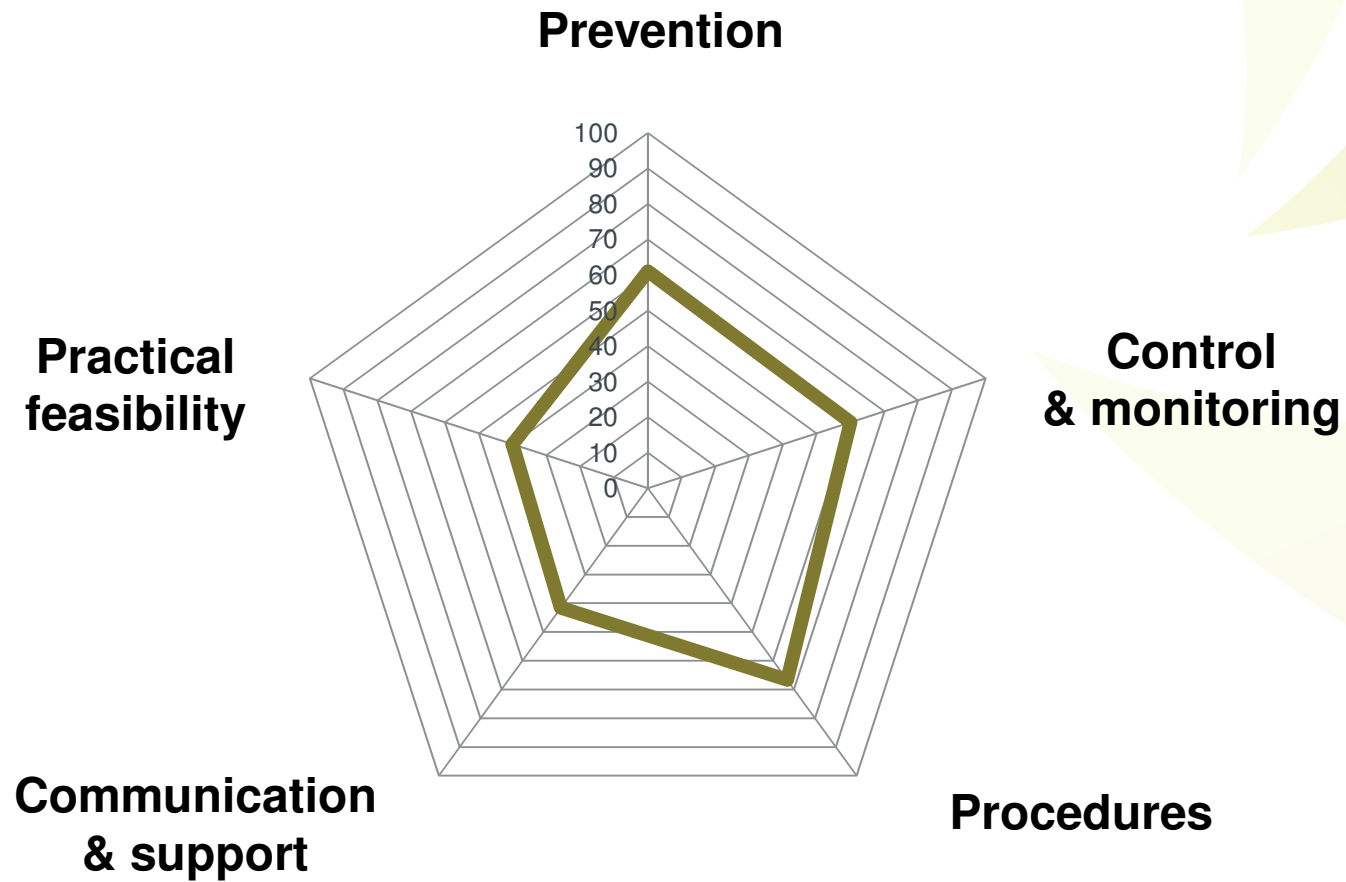 Prevention
100
90
80
70
60
50
40
30
20
10
0
Practical
feasibility
Control
& monitoring
Communication
& support
Procedures